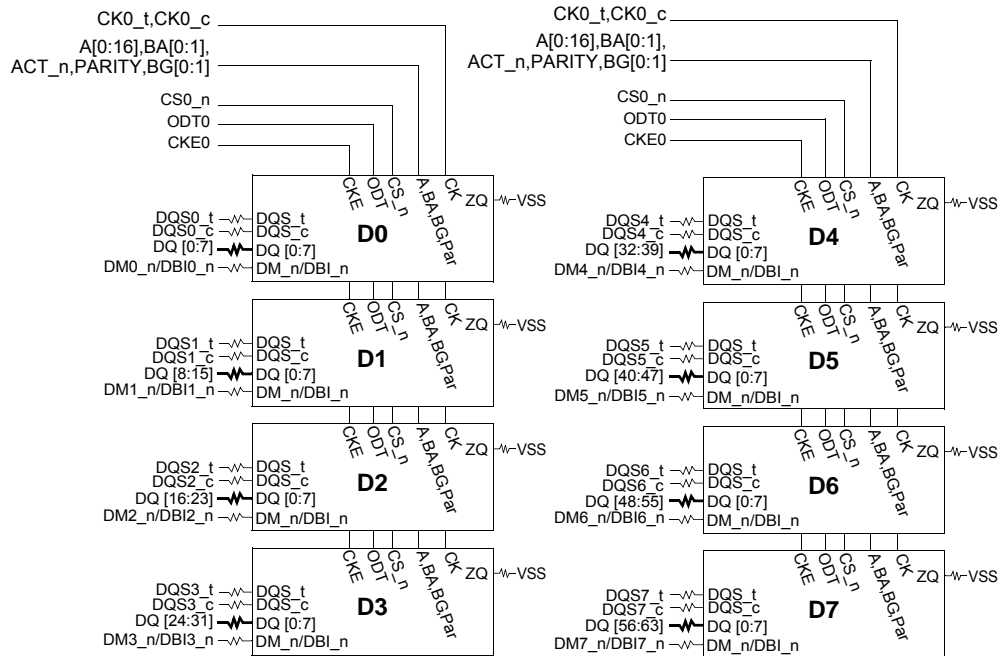 CK0_t,CK0_c
A[0:16],BA[0:1],
ACT_n,PARITY,BG[0:1]
CS0_n
ODT0
CKE0
CKE
ODT
CS_n
A,BA,BG,Par
CK
ZQ
VSS
DQS0_t
DQS_t
DQS0_c
DQS_c
D0
DQ [0:7]
DQ [0:7]
DM0_n/DBI0_n
DM_n/DBI_n
CKE
ODT
CS_n
A,BA,BG,Par
CK
ZQ
VSS
DQS1_t
DQS_t
DQS1_c
DQS_c
D1
DQ [8:15]
DQ [0:7]
DM1_n/DBI1_n
DM_n/DBI_n
CKE
ODT
CS_n
A,BA,BG,Par
CK
ZQ
VSS
DQS2_t
DQS_t
DQS2_c
DQS_c
D2
DQ [16:23]
DQ [0:7]
DM2_n/DBI2_n
DM_n/DBI_n
CKE
ODT
CS_n
A,BA,BG,Par
CK
ZQ
VSS
DQS3_t
DQS_t
DQS3_c
DQS_c
D3
DQ [24:31]
DQ [0:7]
DM3_n/DBI3_n
DM_n/DBI_n
CK0_t,CK0_c
A[0:16],BA[0:1],
ACT_n,PARITY,BG[0:1]
CS0_n
ODT0
CKE0
CKE
ODT
CS_n
A,BA,BG,Par
CK
ZQ
VSS
DQS4_t
DQS_t
DQS4_c
DQS_c
D4
DQ [32:39]
DQ [0:7]
DM4_n/DBI4_n
DM_n/DBI_n
CKE
ODT
CS_n
A,BA,BG,Par
CK
ZQ
VSS
DQS5_t
DQS_t
DQS5_c
DQS_c
D5
DQ [40:47]
DQ [0:7]
DM5_n/DBI5_n
DM_n/DBI_n
CKE
ODT
CS_n
A,BA,BG,Par
CK
ZQ
VSS
DQS6_t
DQS_t
DQS6_c
DQS_c
D6
DQ [48:55]
DQ [0:7]
DM6_n/DBI6_n
DM_n/DBI_n
CKE
ODT
CS_n
A,BA,BG,Par
CK
ZQ
VSS
DQS7_t
DQS_t
DQS7_c
DQS_c
D7
DQ [56:63]
DQ [0:7]
DM7_n/DBI7_n
DM_n/DBI_n